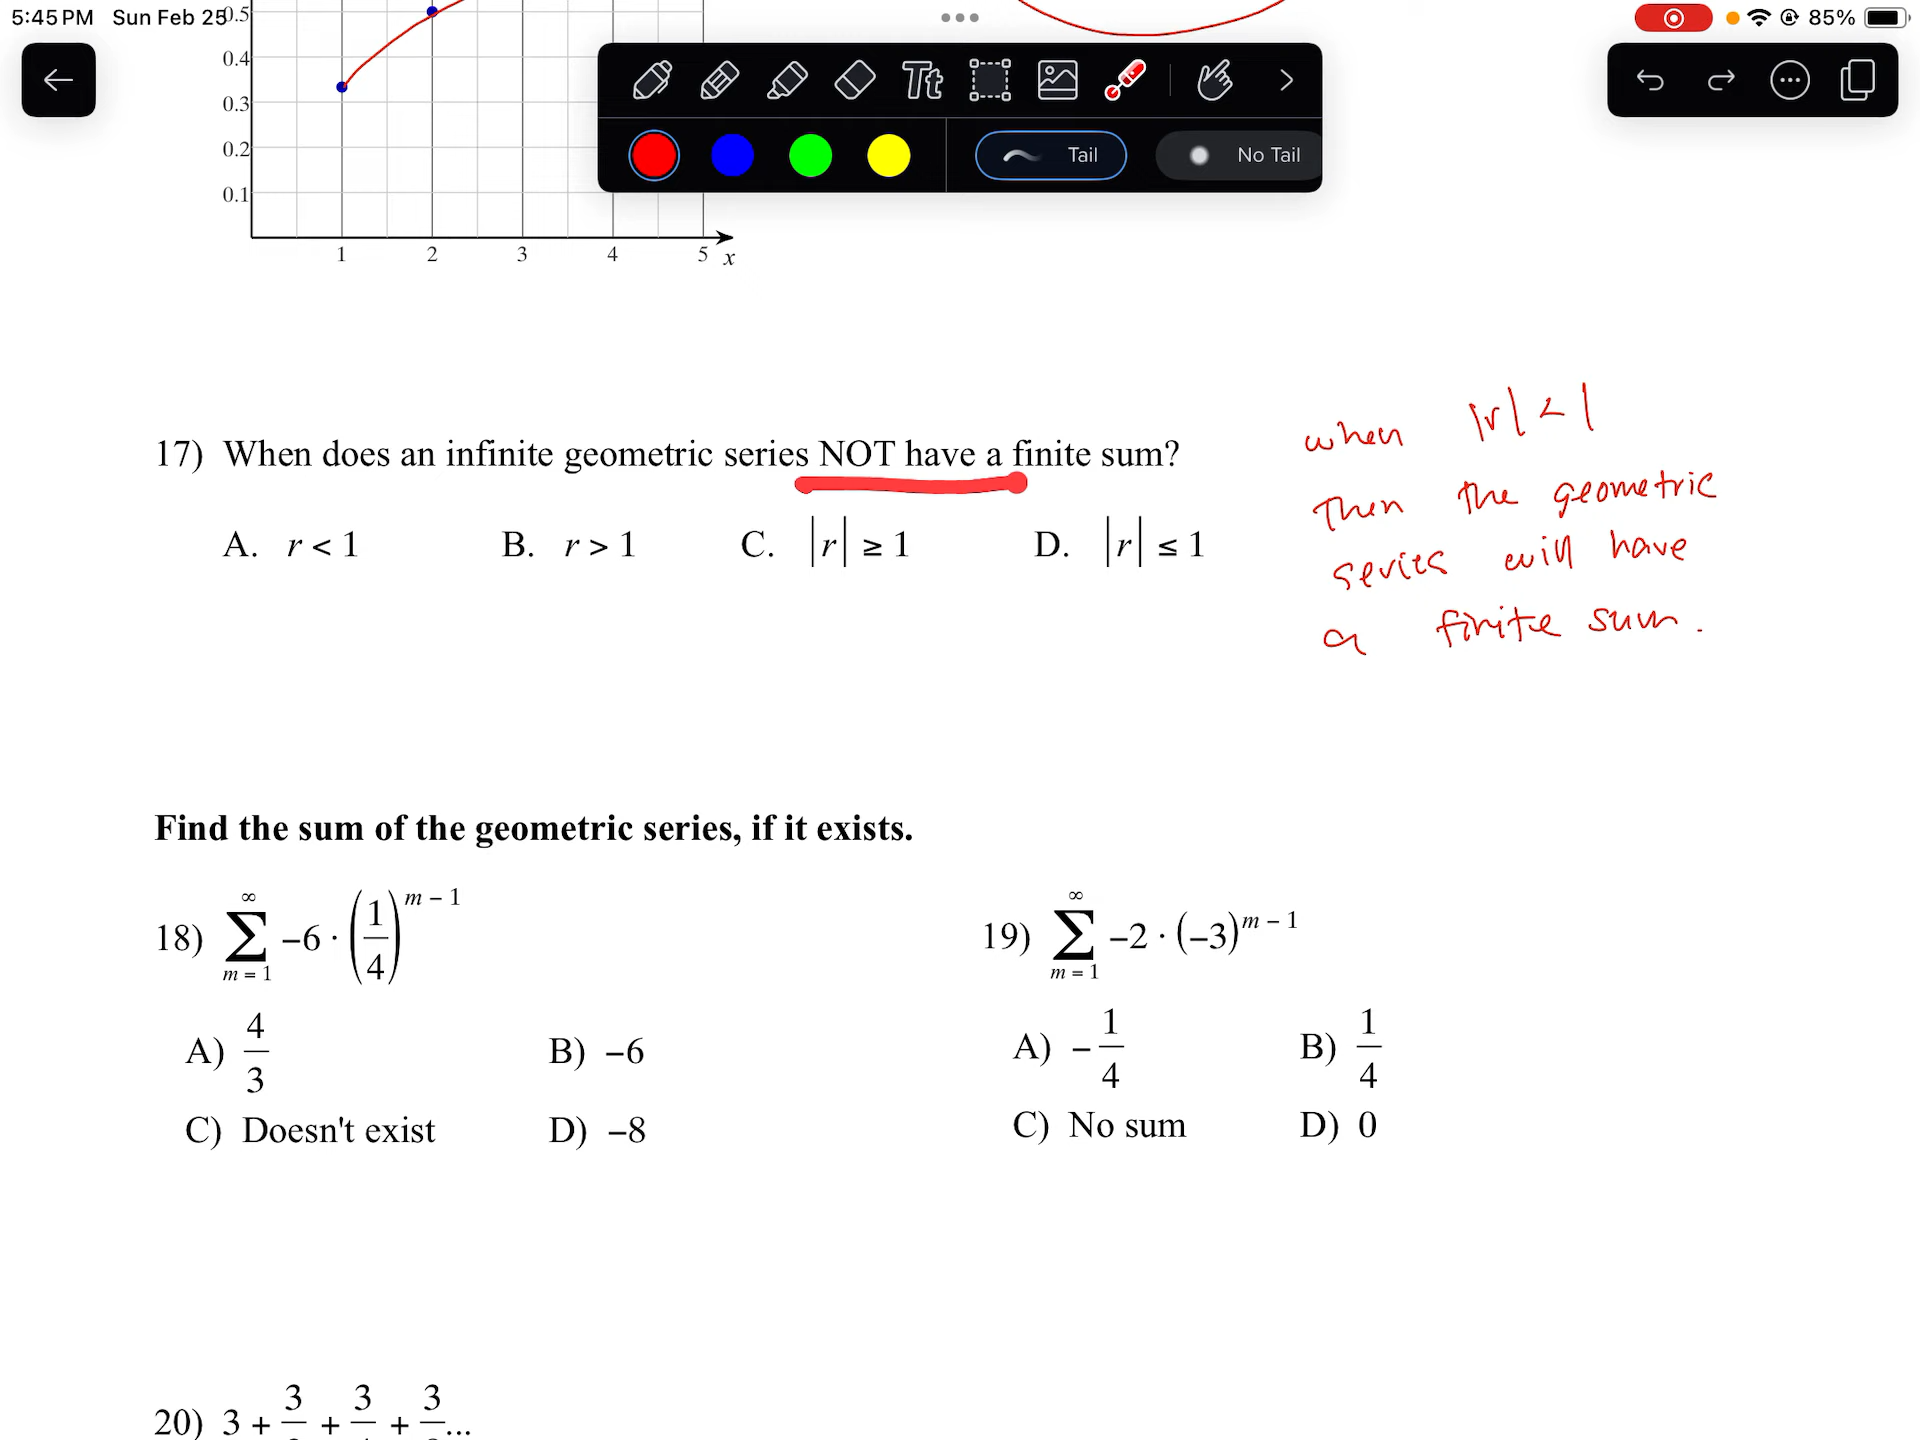 5:45 PM Sun Feb 25
85%
Tt
Tail
No Tail
0.5
0.4
0.3
0.2
0.1
1 2 3 4 5 x
17) When does an infinite geometric series NOT have a finite sum?
A. r < 1 B. r > 1 C. |r| ≥ 1 D. |r| ≤ 1
when |r| < 1
then the geometric
series will have
a finite sum.
Find the sum of the geometric series, if it exists.
18) ∑_{m = 1}^{∞} −6 · (1/4)^{m − 1}
A) 4/3 B) −6
C) Doesn't exist D) −8
19) ∑_{m = 1}^{∞} −2 · (−3)^{m − 1}
A) −1/4 B) 1/4
C) No sum D) 0
20) 3 + 3 + 3 + 3 ...